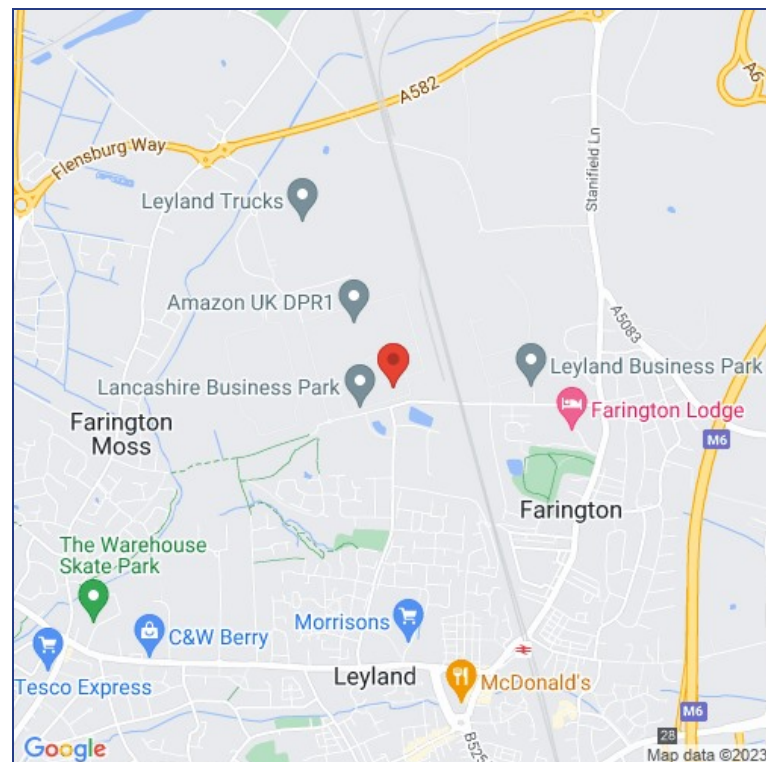 A582
A6
Flensburg Way
Stanifield Ln
Leyland Trucks
Amazon UK DPR1
A5083
Leyland Business Park
Lancashire Business Park
Farington Lodge
Farington
Moss
M6
Farington
The Warehouse
Skate Park
Morrisons
C&W Berry
Leyland
Tesco Express
McDonald's
M6
28
Google
Map data ©2023